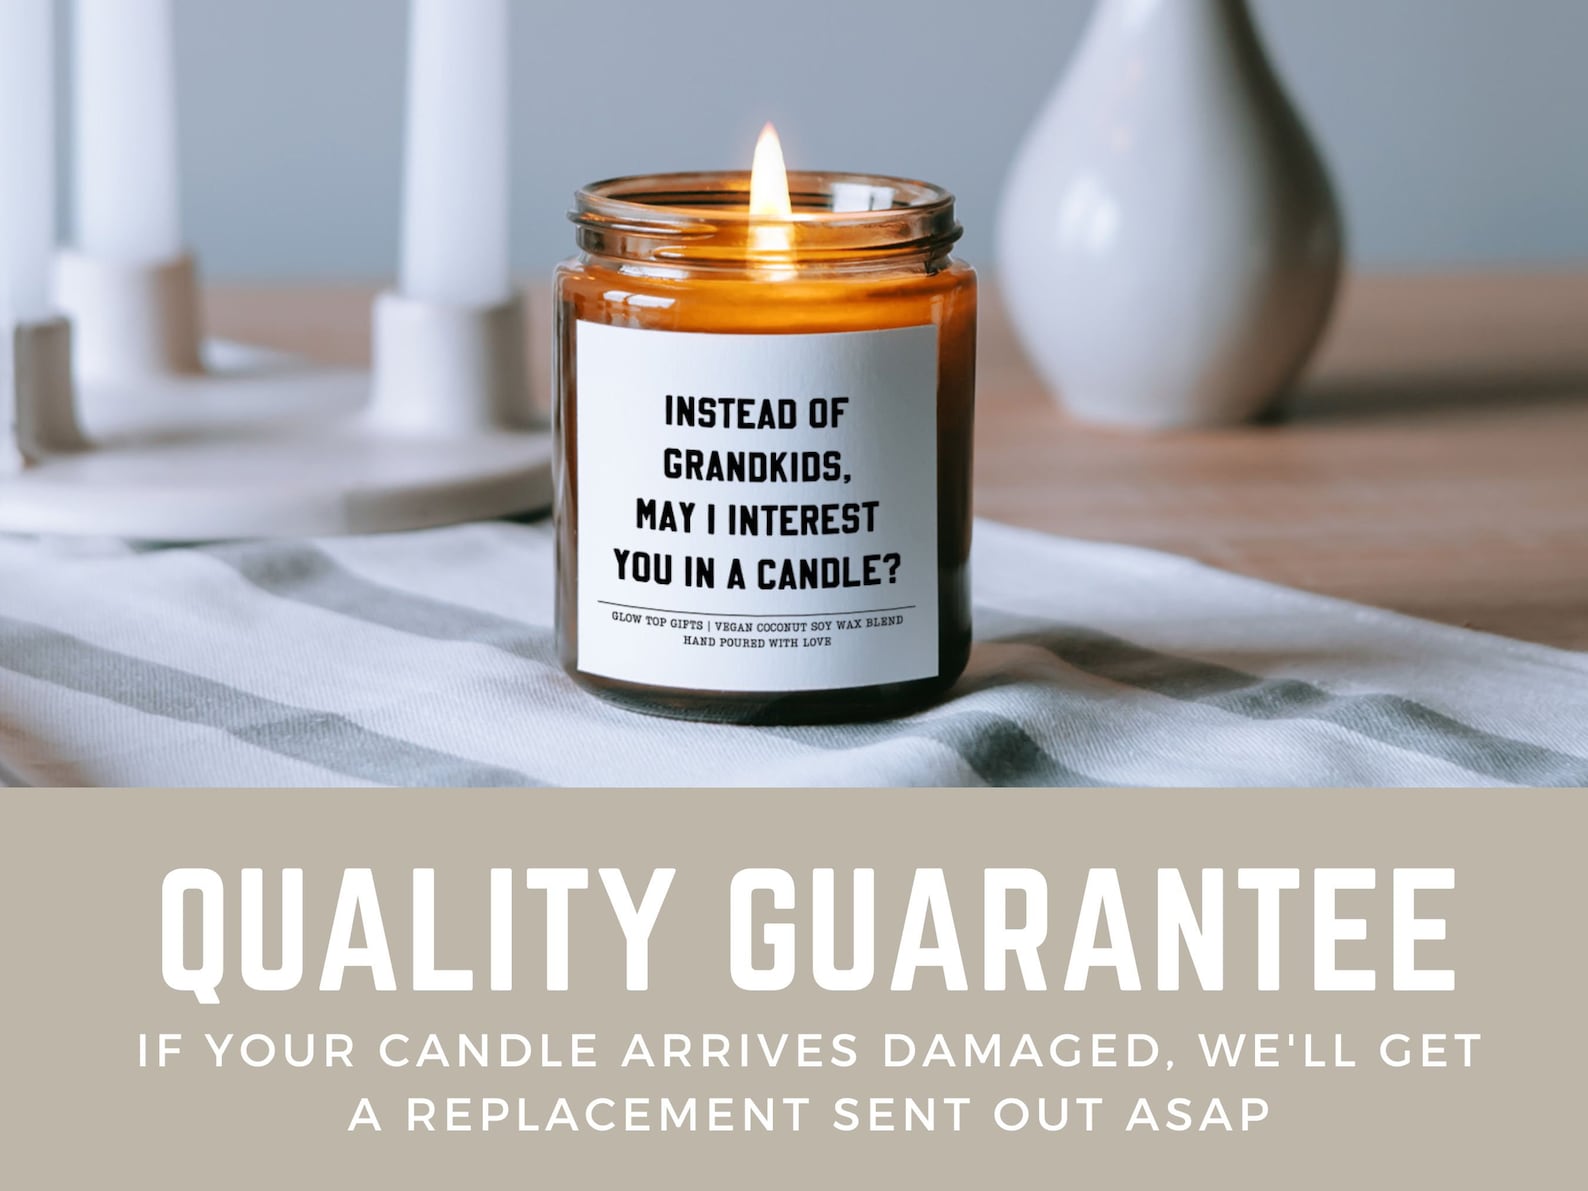 INSTEAD OF
GRANDKIDS,
MAY I INTEREST
YOU IN A CANDLE?
GLOW TOP GIFTS | VEGAN COCONUT SOY WAX BLEND
HAND POURED WITH LOVE
QUALITY GUARANTEE
IF YOUR CANDLE ARRIVES DAMAGED, WE'LL GET
A REPLACEMENT SENT OUT ASAP